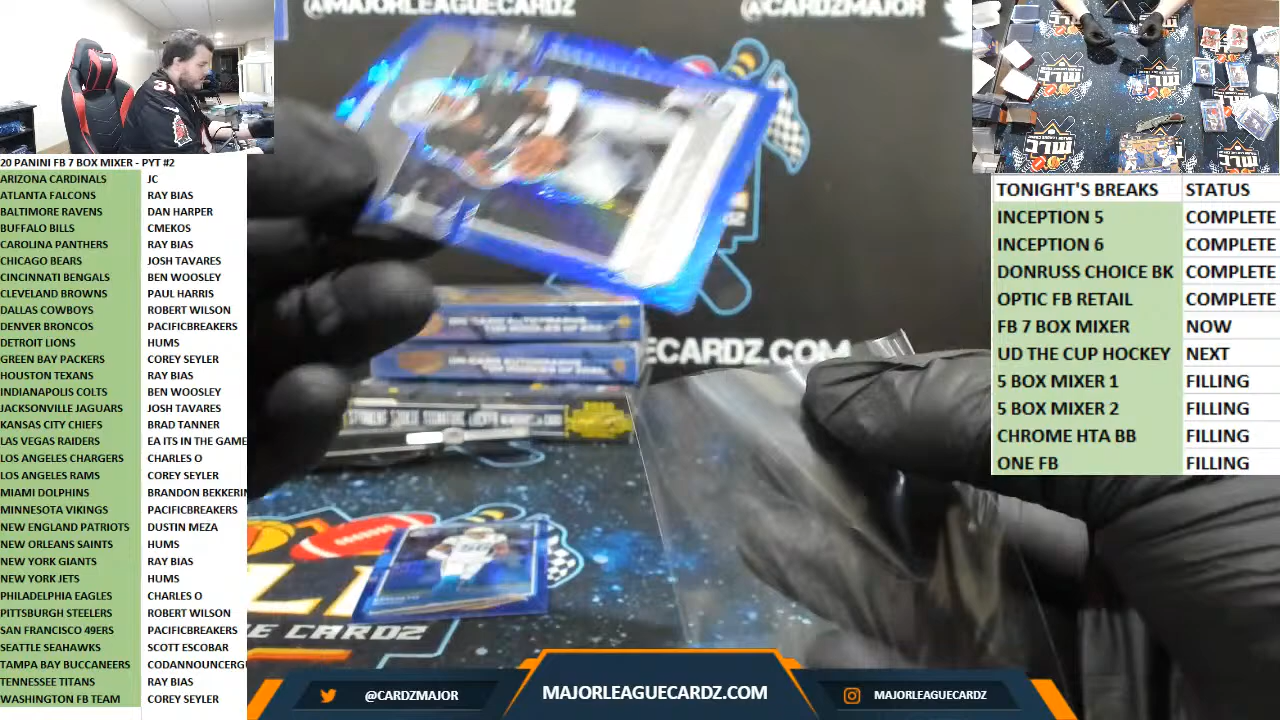 @MAJORLEAGUECARDZ
@CARDZMAJOR
20 PANINI FB 7 BOX MIXER - PYT #2
ARIZONA CARDINALS JC
ATLANTA FALCONS RAY BIAS
BALTIMORE RAVENS DAN HARPER
BUFFALO BILLS CMEKOS
CAROLINA PANTHERS RAY BIAS
CHICAGO BEARS JOSH TAVARES
CINCINNATI BENGALS BEN WOOSLEY
CLEVELAND BROWNS PAUL HARRIS
DALLAS COWBOYS ROBERT WILSON
DENVER BRONCOS PACIFICBREAKERS
DETROIT LIONS HUMS
GREEN BAY PACKERS COREY SEYLER
HOUSTON TEXANS RAY BIAS
INDIANAPOLIS COLTS BEN WOOSLEY
JACKSONVILLE JAGUARS JOSH TAVARES
KANSAS CITY CHIEFS BRAD TANNER
LAS VEGAS RAIDERS EA ITS IN THE GAME
LOS ANGELES CHARGERS CHARLES O
LOS ANGELES RAMS COREY SEYLER
MIAMI DOLPHINS BRANDON BEKKERIN
MINNESOTA VIKINGS PACIFICBREAKERS
NEW ENGLAND PATRIOTS DUSTIN MEZA
NEW ORLEANS SAINTS HUMS
NEW YORK GIANTS RAY BIAS
NEW YORK JETS HUMS
PHILADELPHIA EAGLES CHARLES O
PITTSBURGH STEELERS ROBERT WILSON
SAN FRANCISCO 49ERS PACIFICBREAKERS
SEATTLE SEAHAWKS SCOTT ESCOBAR
TAMPA BAY BUCCANEERS CODANNOUNCERGU
TENNESSEE TITANS RAY BIAS
WASHINGTON FB TEAM COREY SEYLER
TONIGHT'S BREAKS STATUS
INCEPTION 5 COMPLETE
INCEPTION 6 COMPLETE
DONRUSS CHOICE BK COMPLETE
OPTIC FB RETAIL COMPLETE
FB 7 BOX MIXER NOW
UD THE CUP HOCKEY NEXT
5 BOX MIXER 1 FILLING
5 BOX MIXER 2 FILLING
CHROME HTA BB FILLING
ONE FB FILLING
ECARDZ.COM
E CARDZ
@CARDZMAJOR
MAJORLEAGUECARDZ.COM
MAJORLEAGUECARDZ